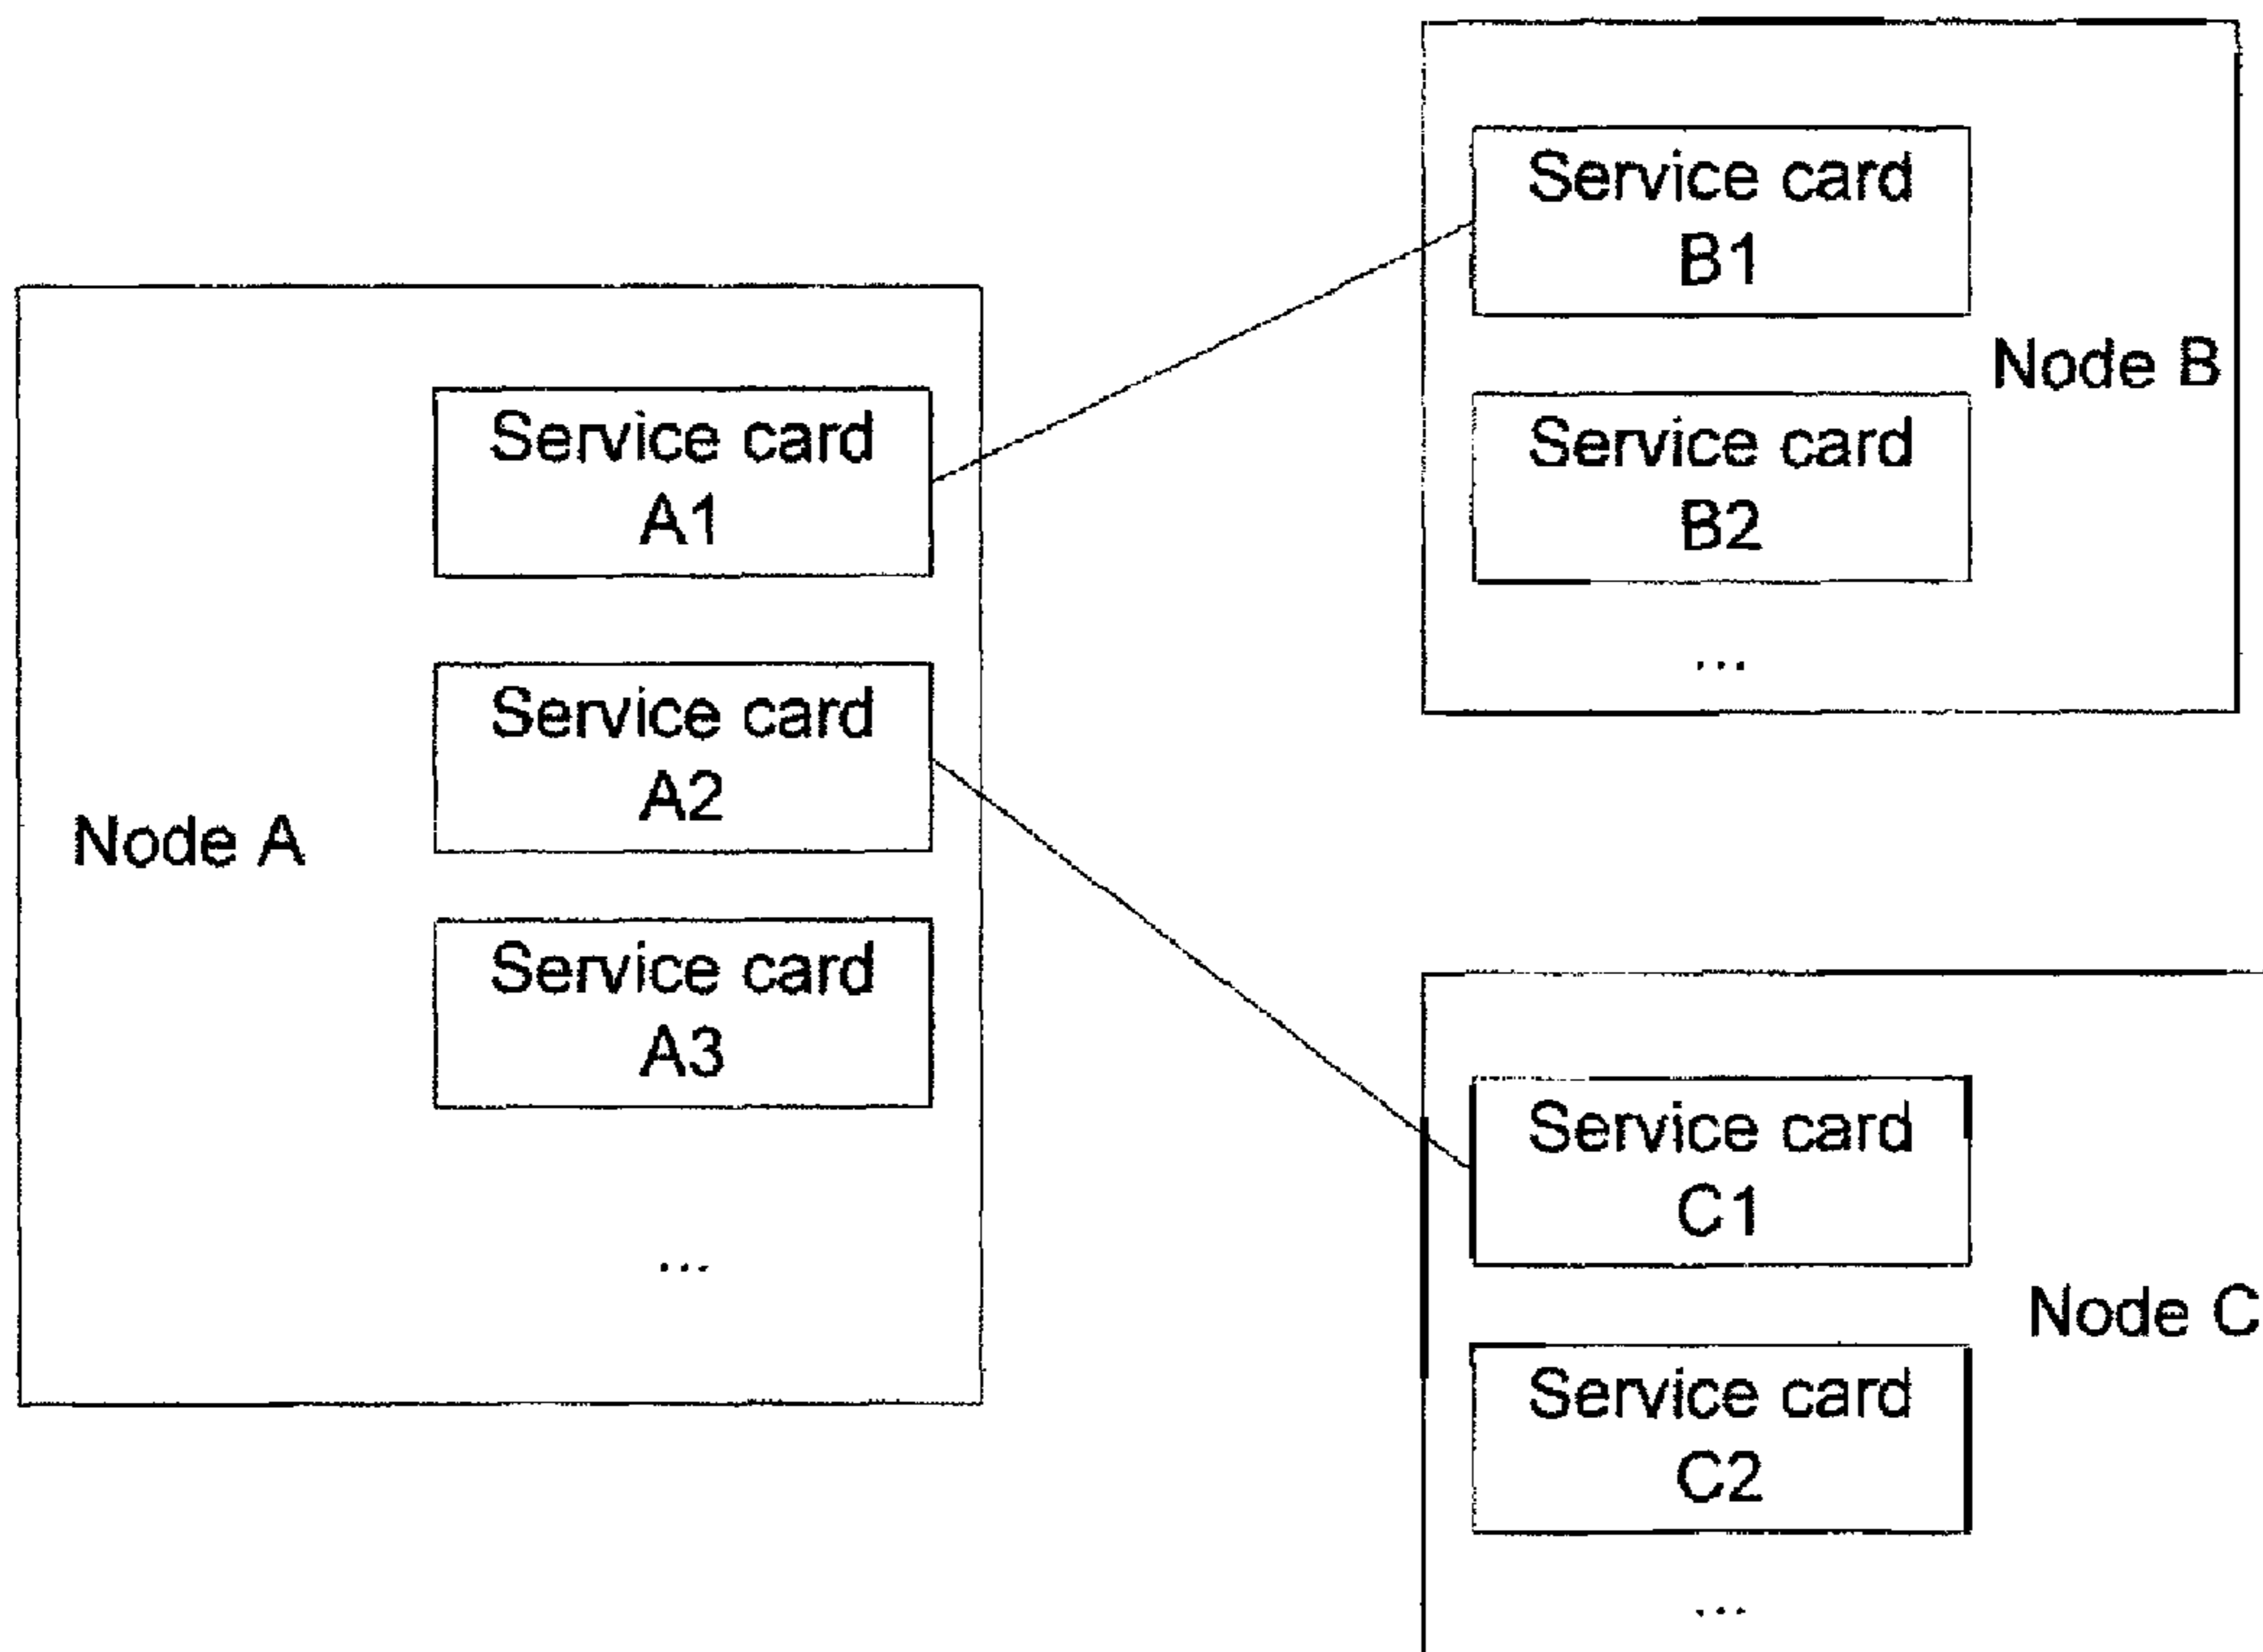 Node A
Service card
A1
Service card
A2
Service card
A3
...
Service card
B1
Service card
B2
...
Node B
Service card
C1
Service card
C2
...
Node C